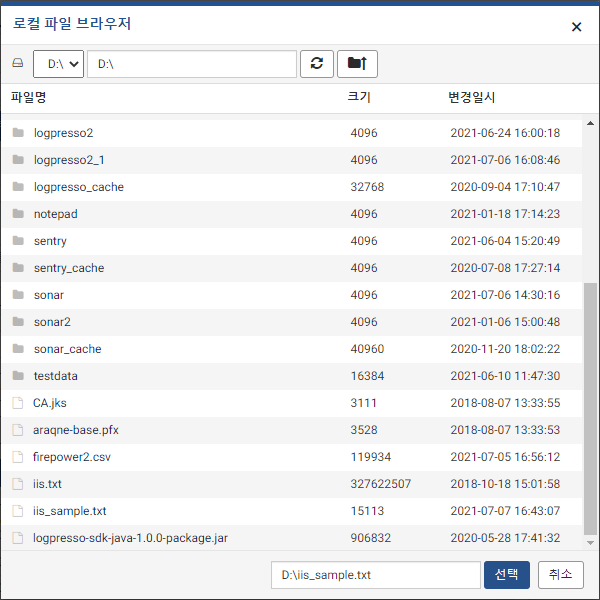 로컬 파일 브라우저
D:\ D:\
파일명 크기 변경일시
logpresso2 4096 2021-06-24 16:00:18
logpresso2_1 4096 2021-07-06 16:08:46
logpresso_cache 32768 2020-09-04 17:10:47
notepad 4096 2021-01-18 17:14:23
sentry 4096 2021-06-04 15:20:49
sentry_cache 4096 2020-07-08 17:27:14
sonar 4096 2021-07-06 14:30:16
sonar2 4096 2021-01-06 15:00:48
sonar_cache 40960 2020-11-20 18:02:22
testdata 16384 2021-06-10 11:47:30
CA.jks 3111 2018-08-07 13:33:55
araqne-base.pfx 3528 2018-08-07 13:33:53
firepower2.csv 119934 2021-07-05 16:56:12
iis.txt 327622507 2018-10-18 15:01:58
iis_sample.txt 15113 2021-07-07 16:43:07
logpresso-sdk-java-1.0.0-package.jar 906832 2020-05-28 17:41:32
D:\iis_sample.txt 선택 취소